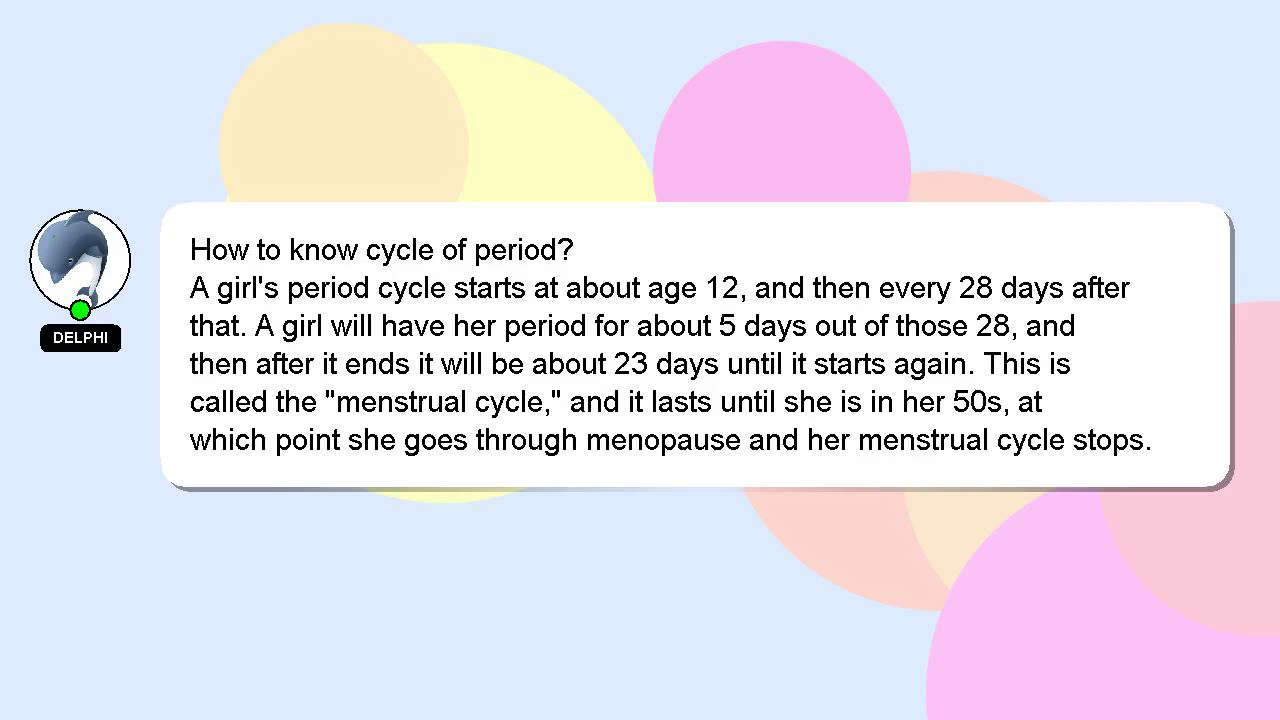 How to know cycle of period?
A girl's period cycle starts at about age 12, and then every 28 days after
that. A girl will have her period for about 5 days out of those 28, and
then after it ends it will be about 23 days until it starts again. This is
called the "menstrual cycle," and it lasts until she is in her 50s, at
which point she goes through menopause and her menstrual cycle stops.
DELPHI